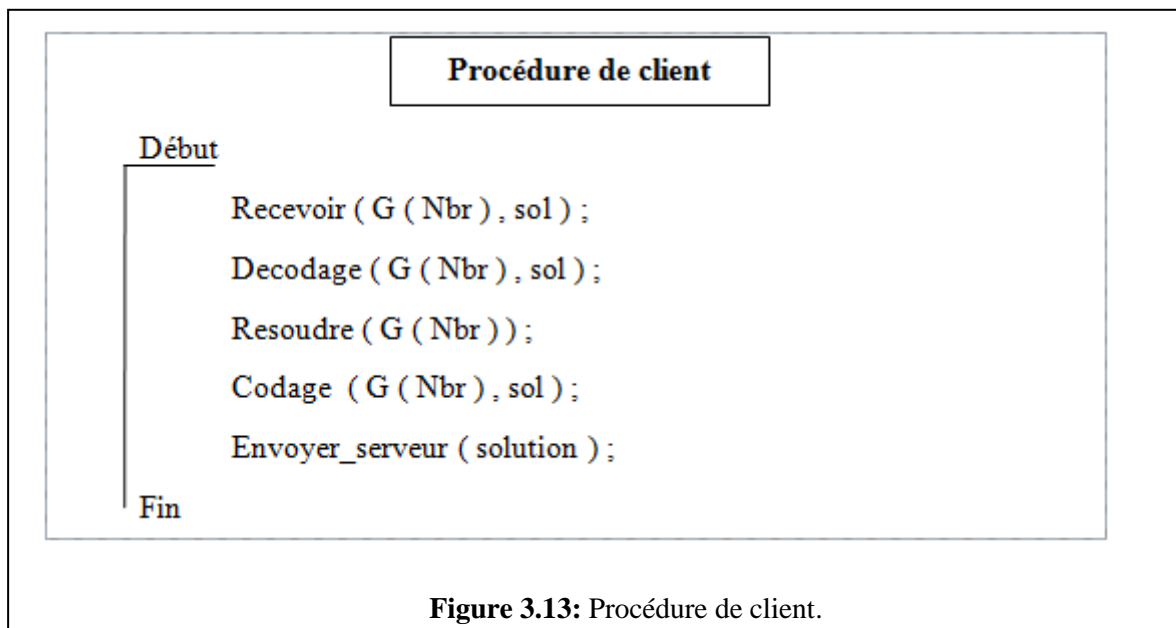 Procédure de client
Début
Recevoir ( G ( Nbr ) , sol ) ;
Decodage ( G ( Nbr ) , sol ) ;
Resoudre ( G ( Nbr ) ) ;
Codage ( G ( Nbr ) , sol ) ;
Envoyer_serveur ( solution ) ;
Fin
Figure 3.13: Procédure de client.